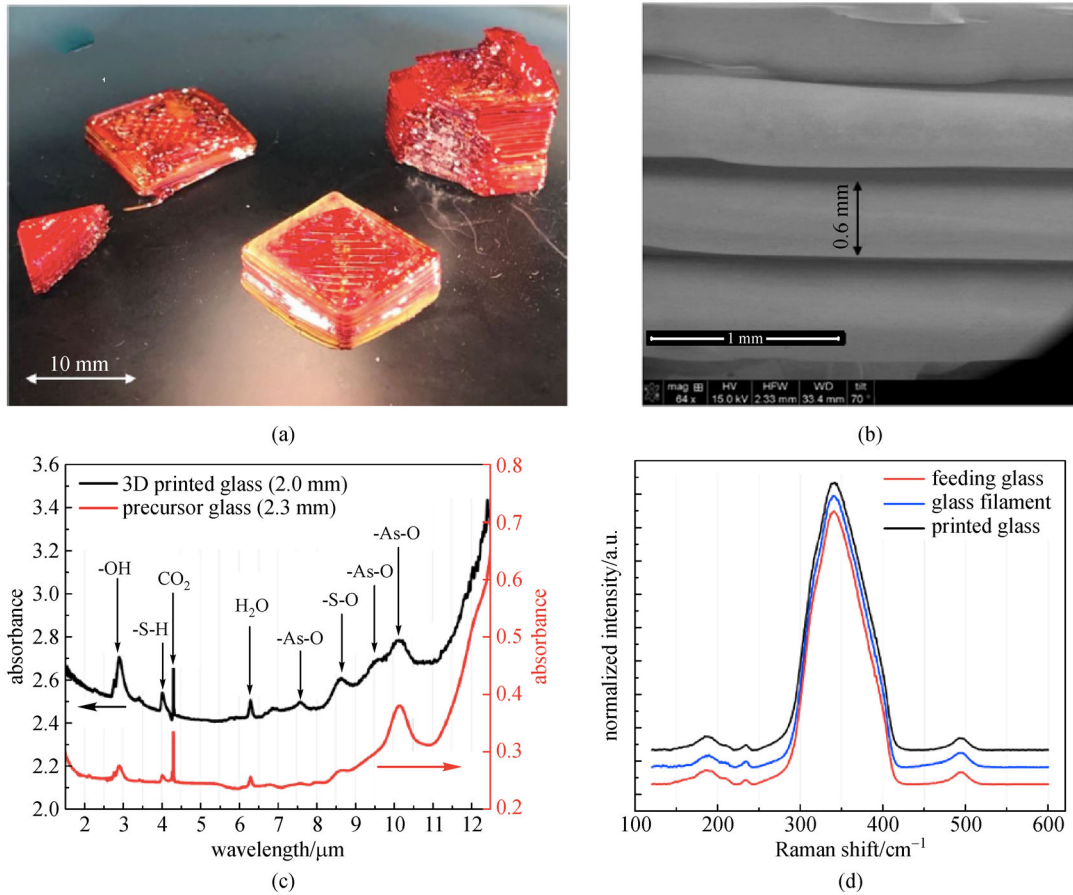 10 mm
(a)
0.6 mm
1 mm
mag HV HFW WD tilt
64 x 15.0 kV 2.33 mm 33.4 mm 70 °
(b)
3.6
3.4
3.2
3.0
2.8
2.6
2.4
2.2
2.0
absorbance
3D printed glass (2.0 mm)
precursor glass (2.3 mm)
-OH
-S-H
CO₂
H₂O
-As-O
-S-O
-As-O
-As-O
0.8
0.7
0.6
0.5
0.4
0.3
0.2
absorbance
2 3 4 5 6 7 8 9 10 11 12
wavelength/μm
(c)
normalized intensity/a.u.
feeding glass
glass filament
printed glass
100 200 300 400 500 600
Raman shift/cm⁻¹
(d)